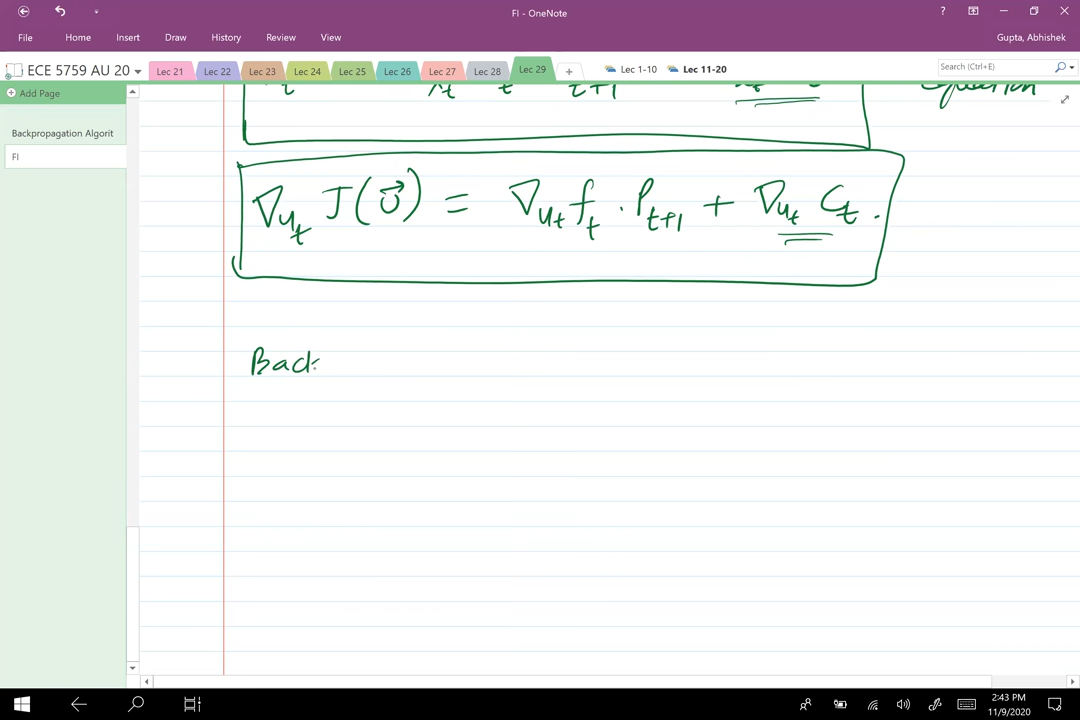 FI - OneNote
?
File Home Insert Draw History Review View
Gupta, Abhishek
ECE 5759 AU 20
Lec 21 Lec 22 Lec 23 Lec 24 Lec 25 Lec 26 Lec 27 Lec 28 Lec 29 + Lec 1-10 Lec 11-20
Search (Ctrl+E)
Add Page
Backpropagation Algorit
FI
t+1
Equation
∇u_t J(U⃗) = ∇u_t f_t . P_t+1 + ∇u_t C_t .
Back
2:43 PM
11/9/2020